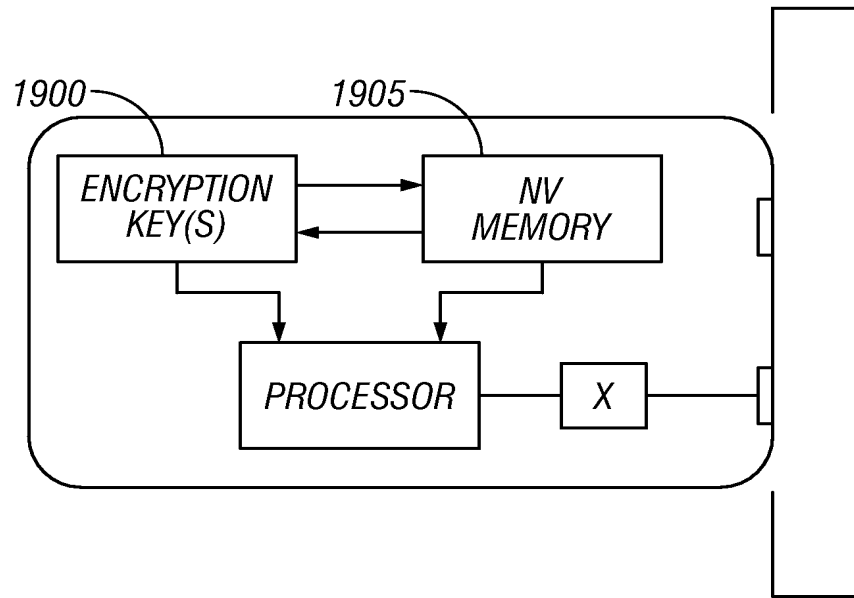 1900
1905
ENCRYPTION
KEY(S)
NV
MEMORY
PROCESSOR
X